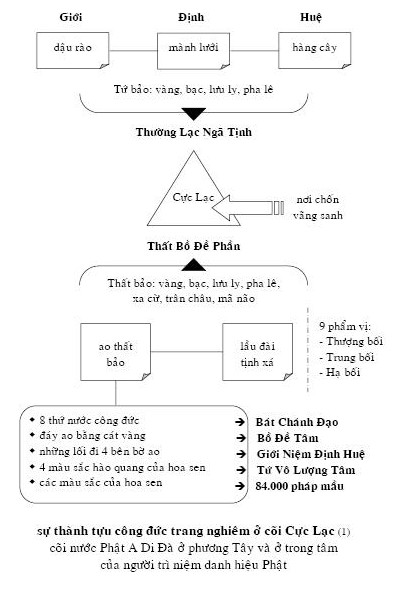 Giới Định Huệ
dậu rào mành lưới hàng cây
Tứ bảo: vàng, bạc, lưu ly, pha lê
Thường Lạc Ngã Tịnh
Cực Lạc
nơi chốn
vãng sanh
Thất Bồ Đề Phần
Thất bảo: vàng, bạc, lưu ly, pha lê,
xa cừ, trân châu, mã não
ao thất
bảo
lầu đài
tịnh xá
9 phẩm vị:
- Thượng bối
- Trung bối
- Hạ bối
◆ 8 thứ nước công đức → Bát Chánh Đạo
◆ đáy ao bằng cát vàng → Bồ Đề Tâm
◆ những lối đi 4 bên bờ ao → Giới Niệm Định Huệ
◆ 4 màu sắc hào quang của hoa sen → Tứ Vô Lượng Tâm
◆ các màu sắc của hoa sen → 84.000 pháp mầu
sự thành tựu công đức trang nghiêm ở cõi Cực Lạc (1)
cõi nước Phật A Di Đà ở phương Tây và ở trong tâm
của người trì niệm danh hiệu Phật